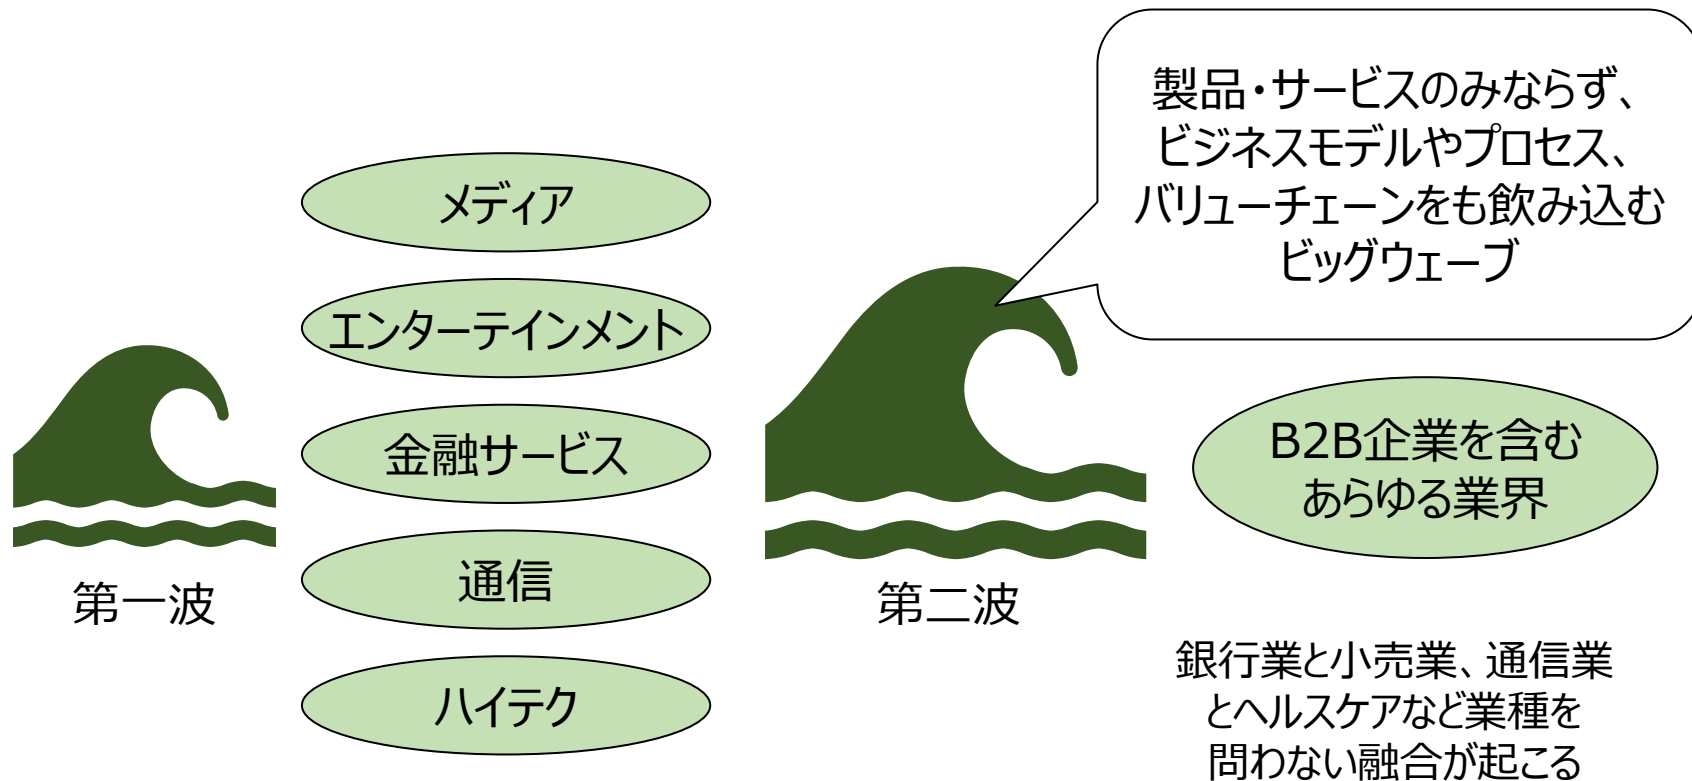 メディア
エンターテインメント
金融サービス
通信
ハイテク
第一波
製品・サービスのみならず、
ビジネスモデルやプロセス、
バリューチェーンをも飲み込む
ビッグウェーブ
第二波
B2B企業を含む
あらゆる業界
銀行業と小売業、通信業
とヘルスケアなど業種を
問わない融合が起こる